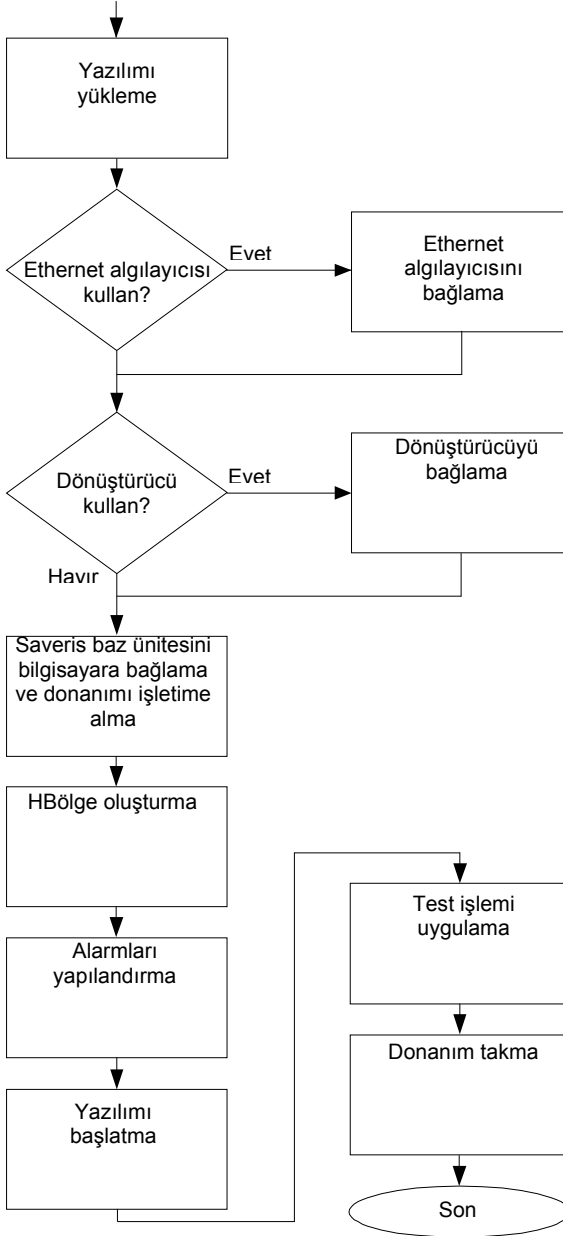 Yazılımı
yükleme
Ethernet algılayıcısı
kullan?
Evet
Ethernet
algılayıcısını
bağlama
Dönüştürücü
kullan?
Evet
Dönüştürücüyü
bağlama
Hayır
Saveris baz ünitesini
bilgisayara bağlama
ve donanımı işletime
alma
HBölge oluşturma
Alarmları
yapılandırma
Yazılımı
başlatma
Test işlemi
uygulama
Donanım takma
Son